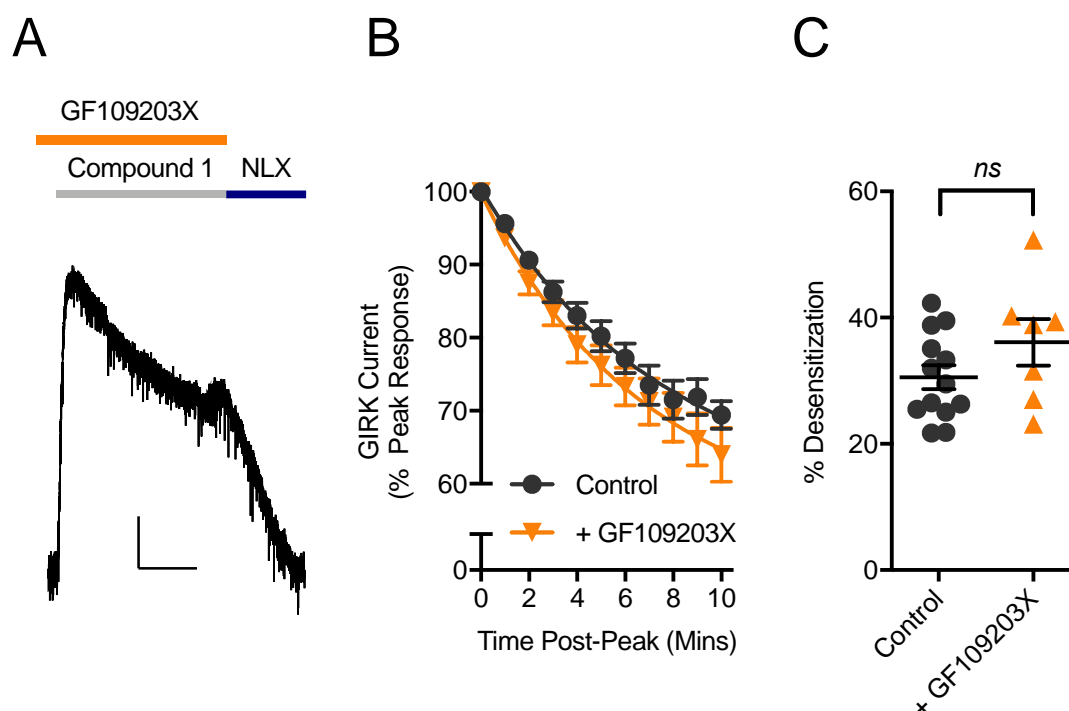 A
GF109203X
Compound 1
NLX
B
GIRK Current
(% Peak Response)
100
90
80
70
60
0
Control
+ GF109203X
0 2 4 6 8 10
Time Post-Peak (Mins)
C
ns
% Desensitization
60
40
20
0
Control
+ GF109203X